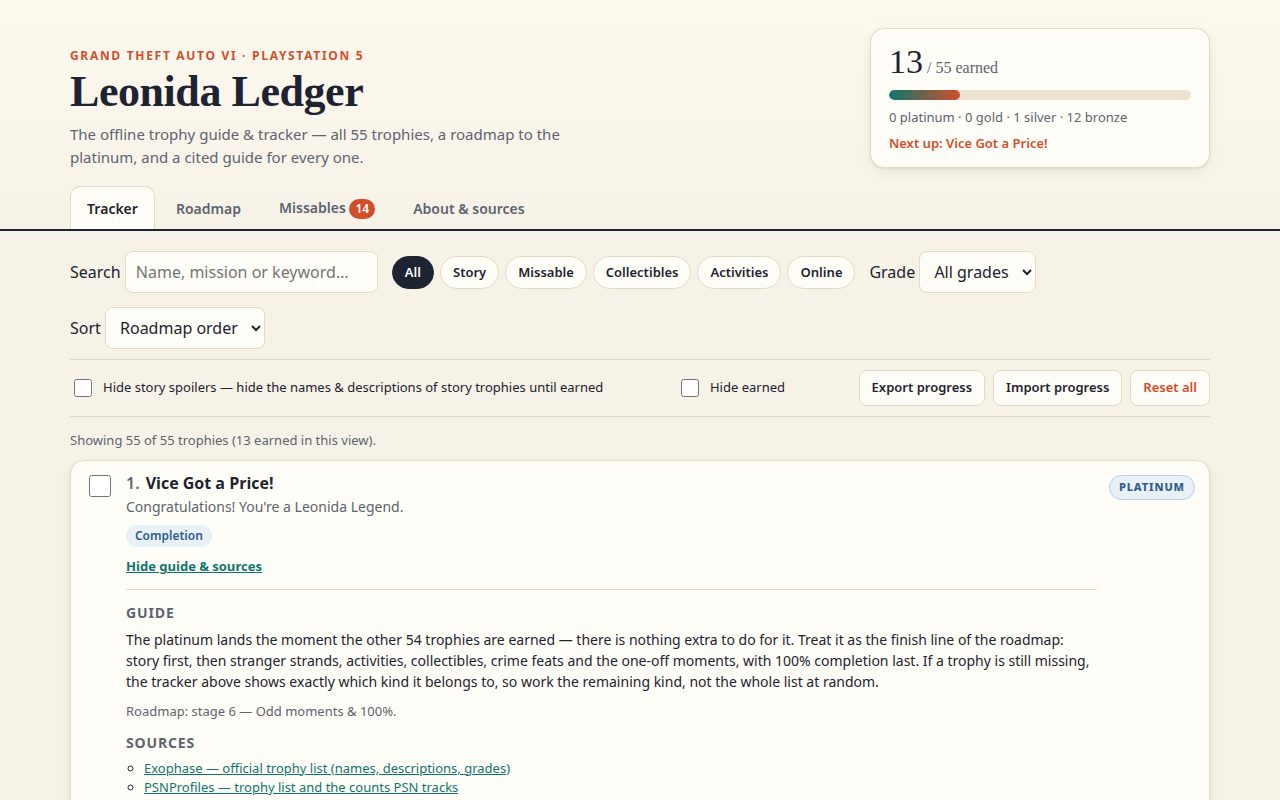 GRAND THEFT AUTO VI · PLAYSTATION 5
Leonida Ledger
The offline trophy guide & tracker — all 55 trophies, a roadmap to the
platinum, and a cited guide for every one.
13 / 55 earned
0 platinum · 0 gold · 1 silver · 12 bronze
Next up: Vice Got a Price!
Tracker Roadmap Missables 14 About & sources
Search Name, mission or keyword... All Story Missable Collectibles Activities Online Grade All grades
Sort Roadmap order
Hide story spoilers — hide the names & descriptions of story trophies until earned Hide earned Export progress Import progress Reset all
Showing 55 of 55 trophies (13 earned in this view).
1. Vice Got a Price! PLATINUM
Congratulations! You're a Leonida Legend.
Completion
Hide guide & sources
GUIDE
The platinum lands the moment the other 54 trophies are earned — there is nothing extra to do for it. Treat it as the finish line of the roadmap:
story first, then stranger strands, activities, collectibles, crime feats and the one-off moments, with 100% completion last. If a trophy is still missing,
the tracker above shows exactly which kind it belongs to, so work the remaining kind, not the whole list at random.
Roadmap: stage 6 — Odd moments & 100%.
SOURCES
Exophase — official trophy list (names, descriptions, grades)
PSNProfiles — trophy list and the counts PSN tracks